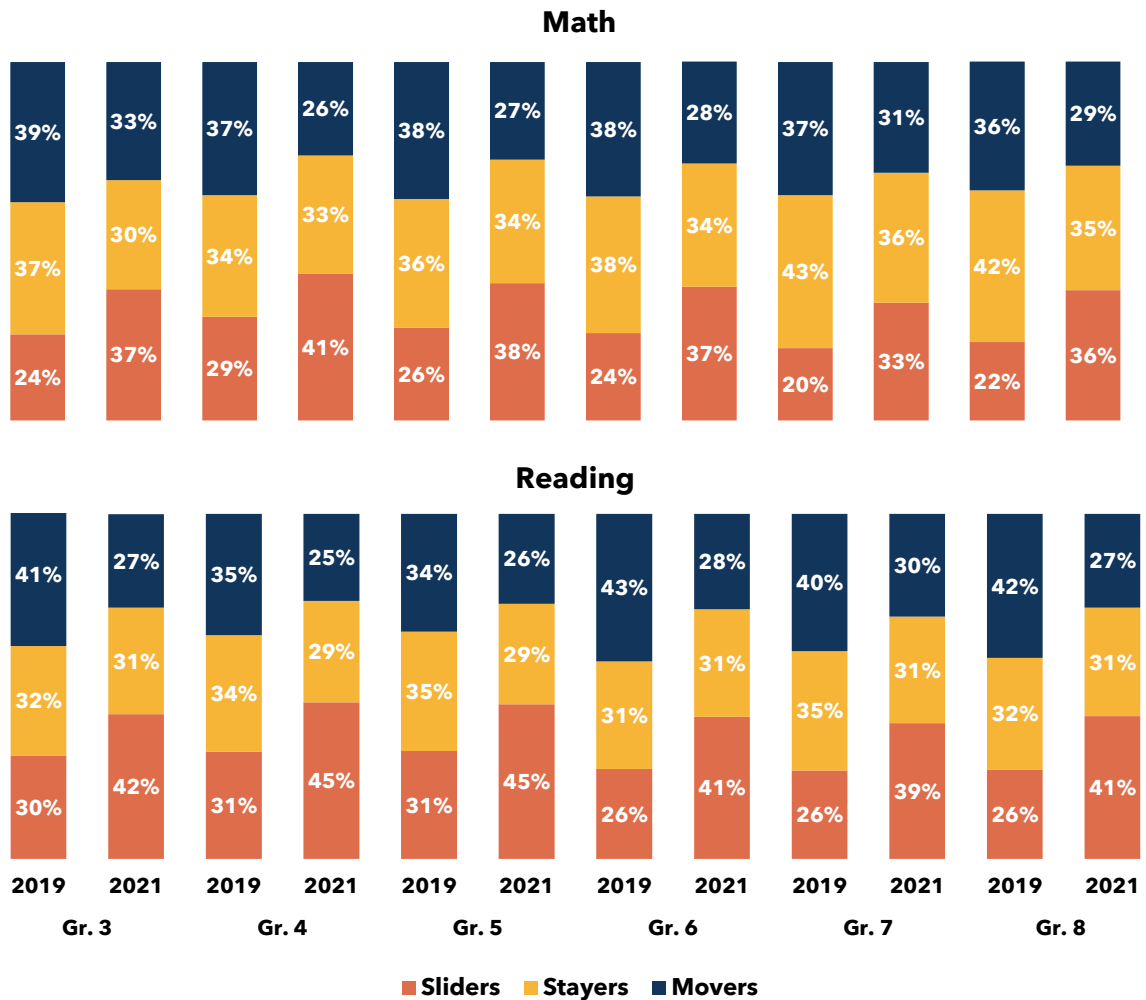 Math
39% 33% 37% 26% 38% 27% 38% 28% 37% 31% 36% 29%
37% 30% 34% 33% 36% 34% 38% 34% 43% 36% 42% 35%
24% 37% 29% 41% 26% 38% 24% 37% 20% 33% 22% 36%
Reading
41% 27% 35% 25% 34% 26% 43% 28% 40% 30% 42% 27%
32% 31% 34% 29% 35% 29% 31% 31% 35% 31% 32% 31%
30% 42% 31% 45% 31% 45% 26% 41% 26% 39% 26% 41%
2019 2021 2019 2021 2019 2021 2019 2021 2019 2021 2019 2021
Gr. 3 Gr. 4 Gr. 5 Gr. 6 Gr. 7 Gr. 8
Sliders Stayers Movers